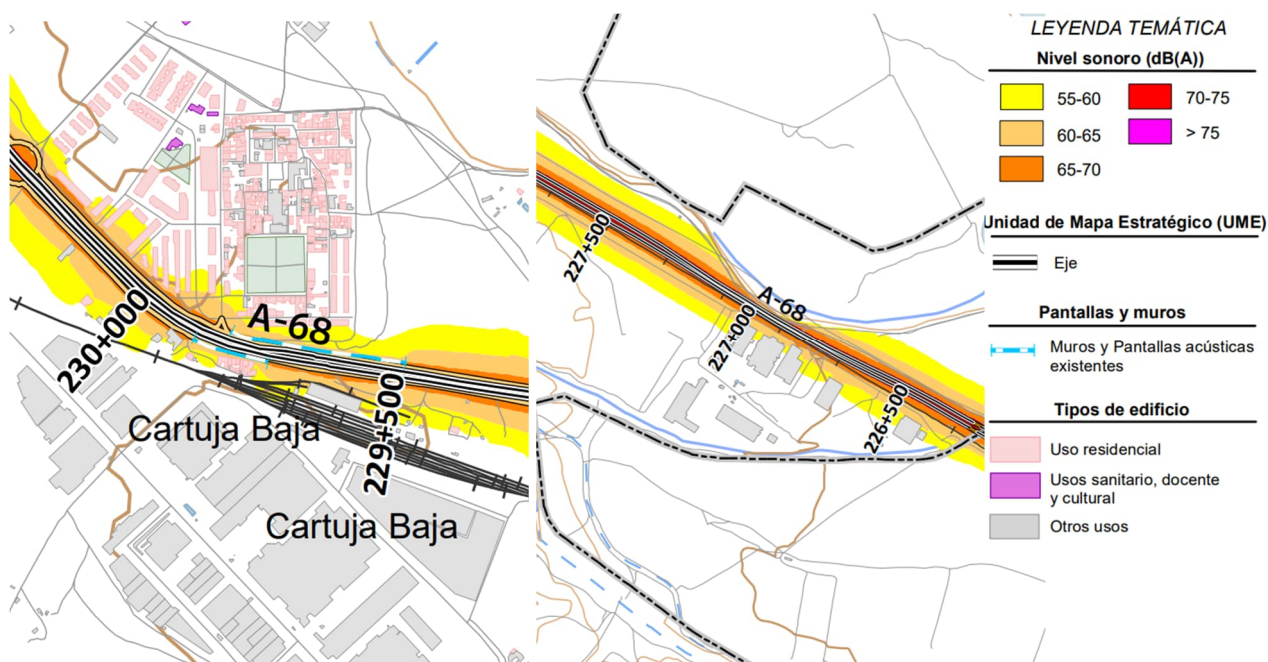 A-68
230+000
229+500
Cartuja Baja
Cartuja Baja
227+500
A-68
227+000
226+500
LEYENDA TEMÁTICA
Nivel sonoro (dB(A))
55-60
70-75
60-65
> 75
65-70
Unidad de Mapa Estratégico (UME)
Eje
Pantallas y muros
Muros y Pantallas acústicas
existentes
Tipos de edificio
Uso residencial
Usos sanitario, docente
y cultural
Otros usos